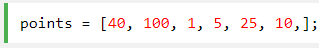 points = [40, 100, 1, 5, 25, 10,];